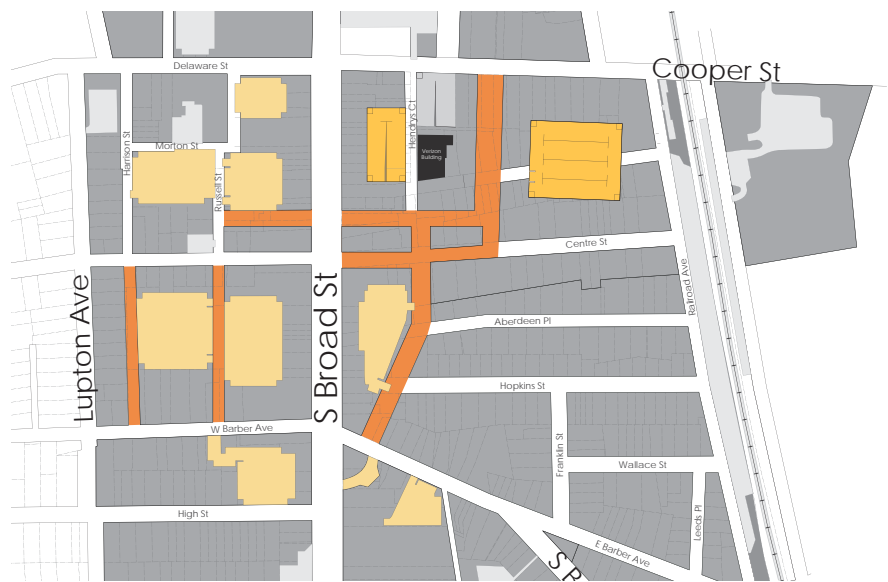 Delaware St
Cooper St
Harrison St
Morton St
Hendrys Ct
Verizon
Building
Russell St
Centre St
Railroad Ave
Lupton Ave
S Broad St
Aberdeen Pl
Hopkins St
W Barber Ave
Franklin St
Wallace St
High St
Leeds Pl
E Barber Ave
S B